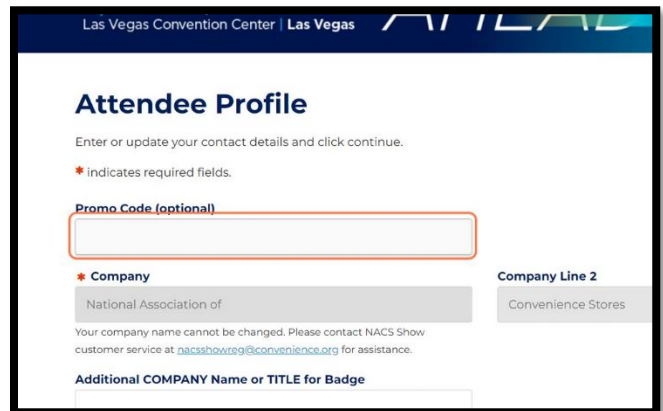 Las Vegas Convention Center | Las Vegas
Attendee Profile
Enter or update your contact details and click continue.
* indicates required fields.
Promo Code (optional)
* Company
Company Line 2
National Association of
Convenience Stores
Your company name cannot be changed. Please contact NACS Show
customer service at nacsshowreg@convenience.org for assistance.
Additional COMPANY Name or TITLE for Badge